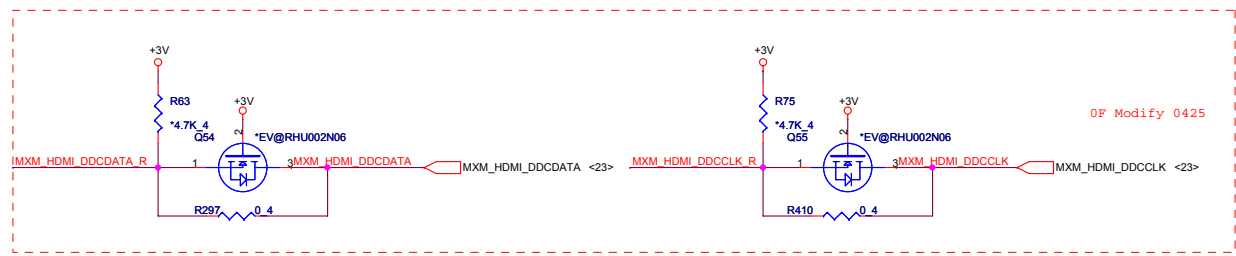 +3V
R63
*4.7K_4
Q54
+3V
2
*EV@RHU002N06
MXM_HDMI_DDCDATA_R
1
3
MXM_HDMI_DDCDATA
MXM_HDMI_DDCDATA <23>
R297
0_4
+3V
R75
*4.7K_4
Q55
+3V
2
*EV@RHU002N06
MXM_HDMI_DDCCLK_R
1
3
MXM_HDMI_DDCCLK
MXM_HDMI_DDCCLK <23>
R410
0_4
0F Modify 0425